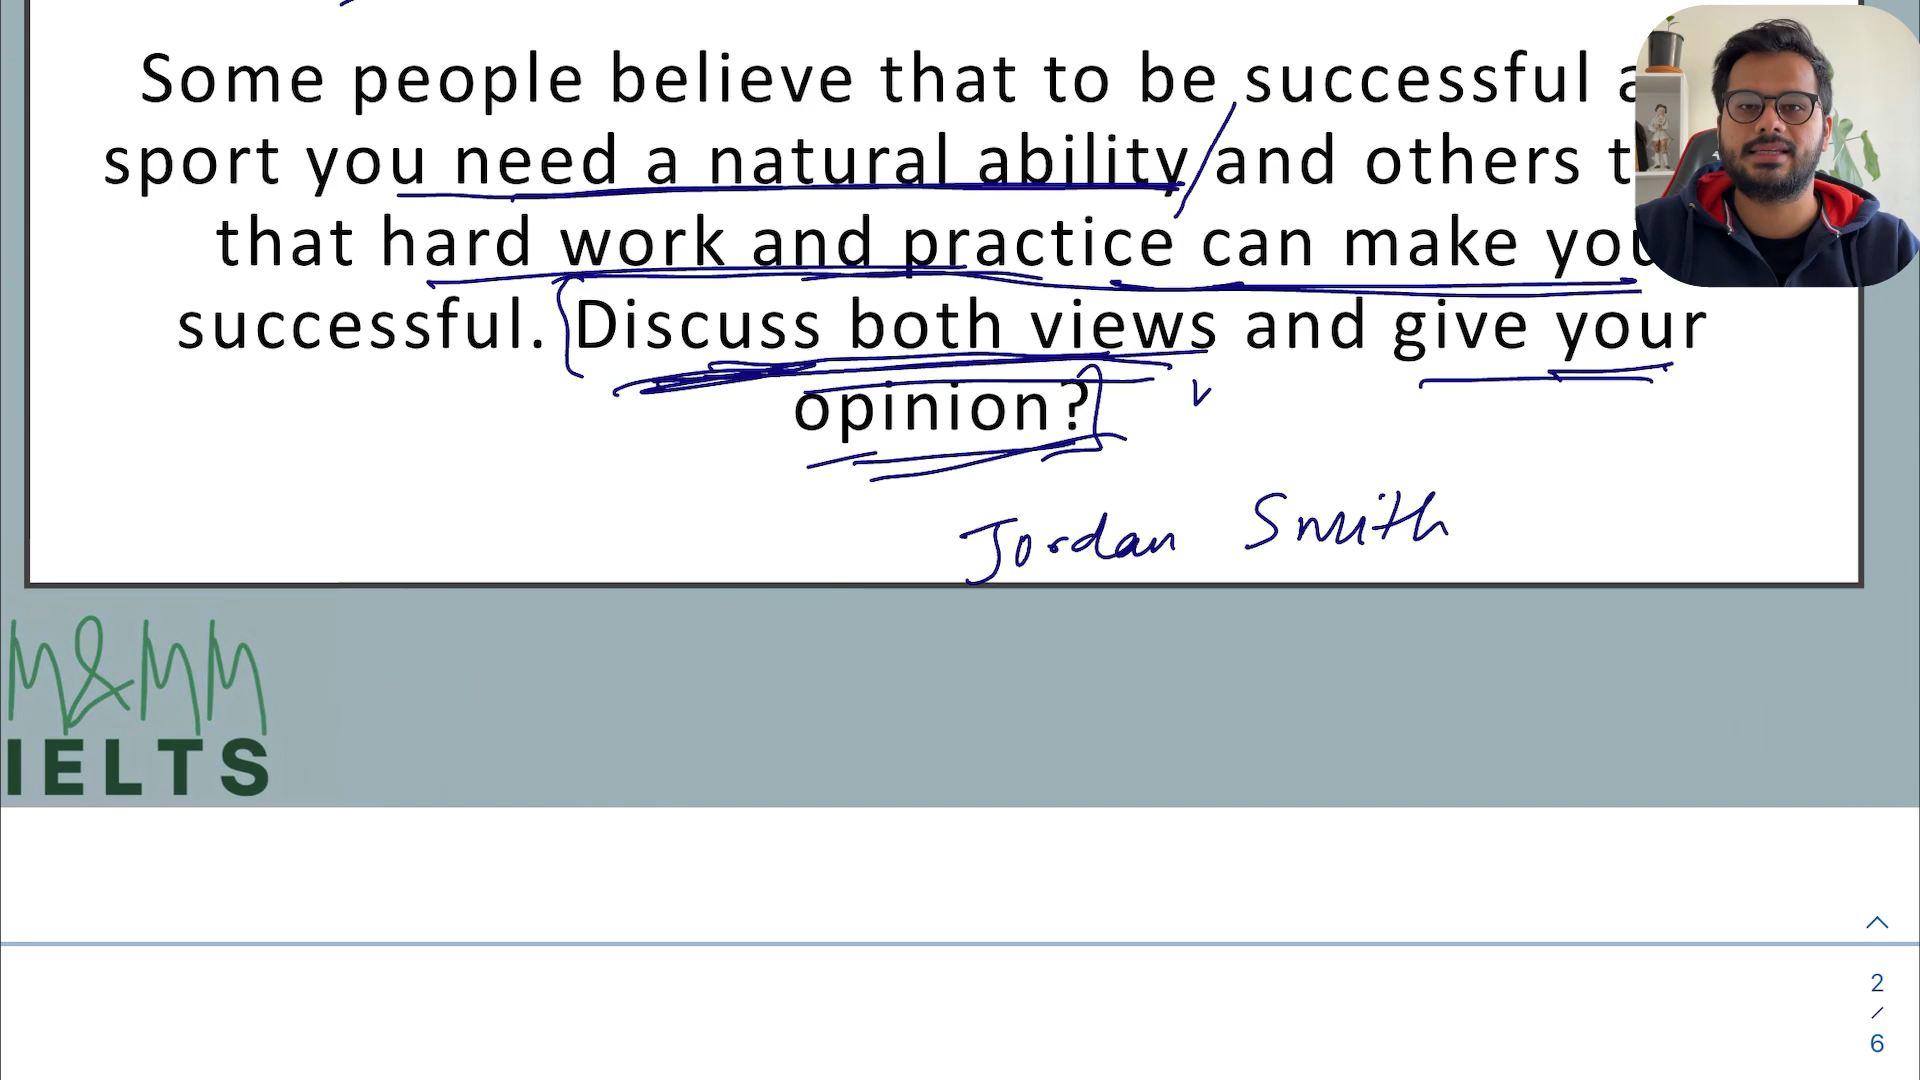 Some people believe that to be successful a
sport you need a natural ability and others t
that hard work and practice can make you
successful. Discuss both views and give your
opinion?
Jordan Smith
M&MM
IELTS
2
/
6